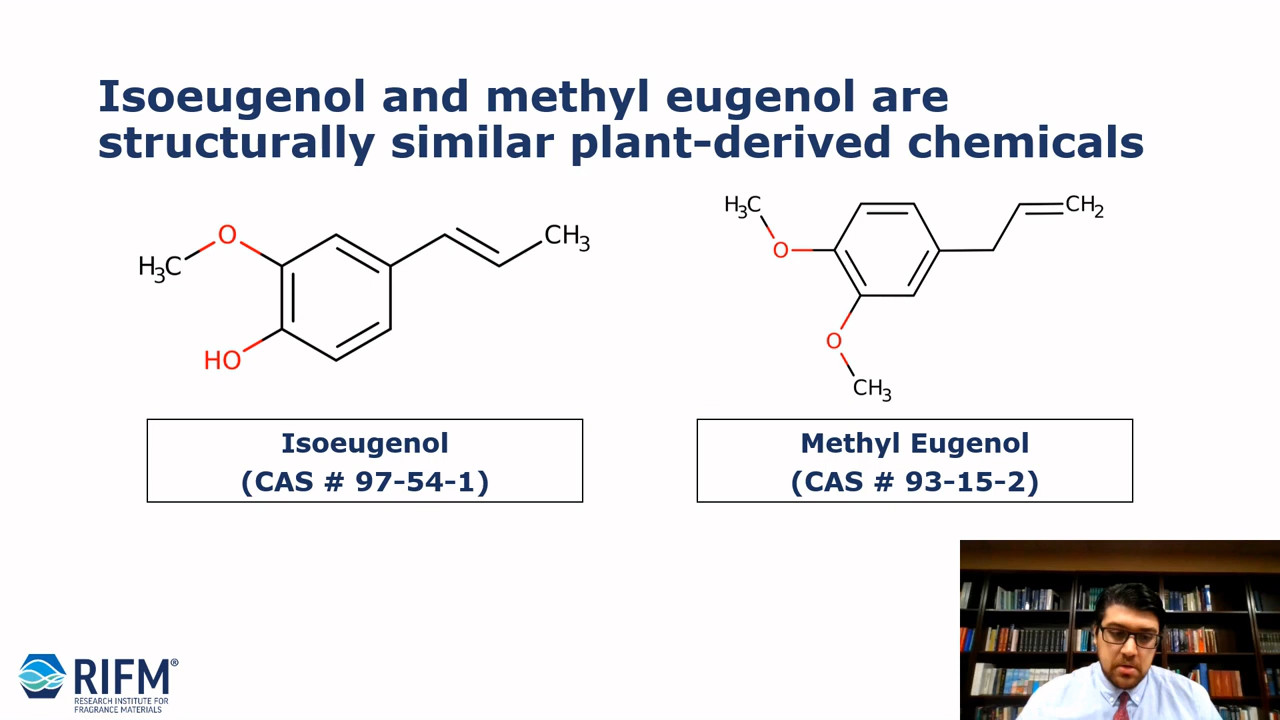 Isoeugenol and methyl eugenol are
structurally similar plant-derived chemicals
H3C
O
HO
CH3
H3C
O
O
CH3
CH2
Isoeugenol
(CAS # 97-54-1)
Methyl Eugenol
(CAS # 93-15-2)
RIFM®
RESEARCH INSTITUTE FOR
FRAGRANCE MATERIALS